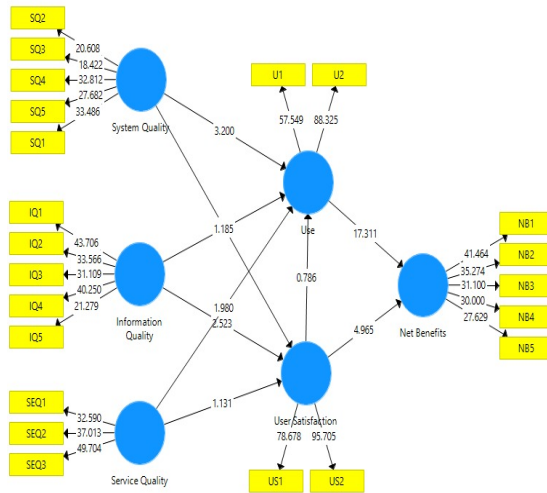 SQ2
SQ3
SQ4
SQ5
SQ1
20.608
18.422
32.812
27.682
33.486
System Quality
U1
U2
57.549
88.325
3.200
Use
IQ1
IQ2
IQ3
IQ4
IQ5
43.706
33.566
31.109
40.250
21.279
Information
Quality
1.185
1.980
2.523
0.786
17.311
4.965
NB1
NB2
NB3
NB4
NB5
41.464
35.274
31.100
30.000
27.629
Net Benefits
SEQ1
SEQ2
SEQ3
32.590
37.013
49.704
Service Quality
1.131
User Satisfaction
78.678
95.705
US1
US2